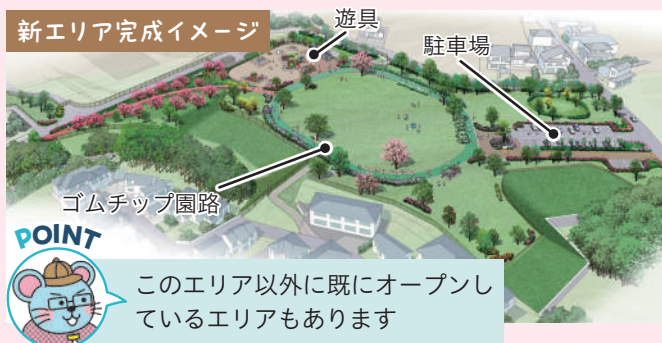 新エリア完成イメージ
遊具
駐車場
ゴムチップ園路
POINT
このエリア以外に既にオープンし
ているエリアもあります